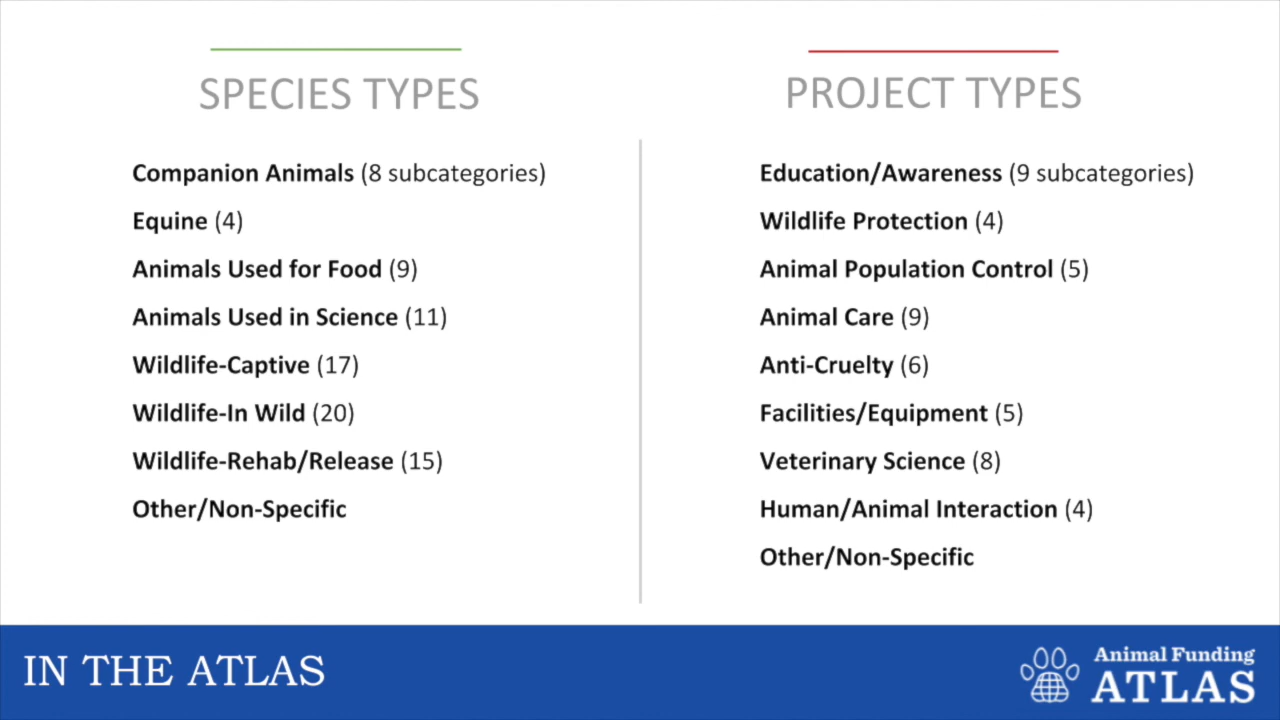 SPECIES TYPES
Companion Animals (8 subcategories)
Equine (4)
Animals Used for Food (9)
Animals Used in Science (11)
Wildlife-Captive (17)
Wildlife-In Wild (20)
Wildlife-Rehab/Release (15)
Other/Non-Specific
PROJECT TYPES
Education/Awareness (9 subcategories)
Wildlife Protection (4)
Animal Population Control (5)
Animal Care (9)
Anti-Cruelty (6)
Facilities/Equipment (5)
Veterinary Science (8)
Human/Animal Interaction (4)
Other/Non-Specific
IN THE ATLAS
Animal Funding
ATLAS